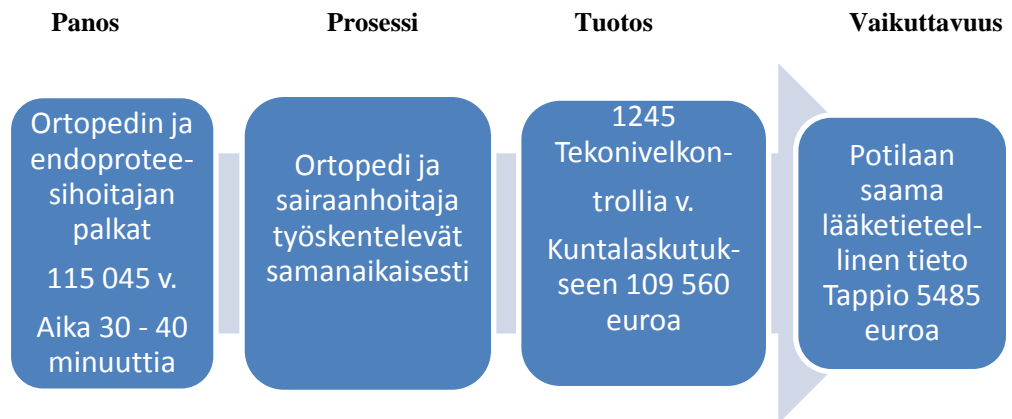 Panos
Prosessi
Tuotos
Vaikuttavuus
Ortopedin ja
endoprotee-
sihoitajan
palkat
115 045 v.
Aika 30 - 40
minuuttia
Ortopedi ja
sairaanhoitaja
työskentelevät
samanaikaisesti
1245
Tekonivelkon-
trollia v.
Kuntalaskutuk-
seen 109 560
euroa
Potilaan
saama
lääketieteel-
linen tieto
Tappio 5485
euroa